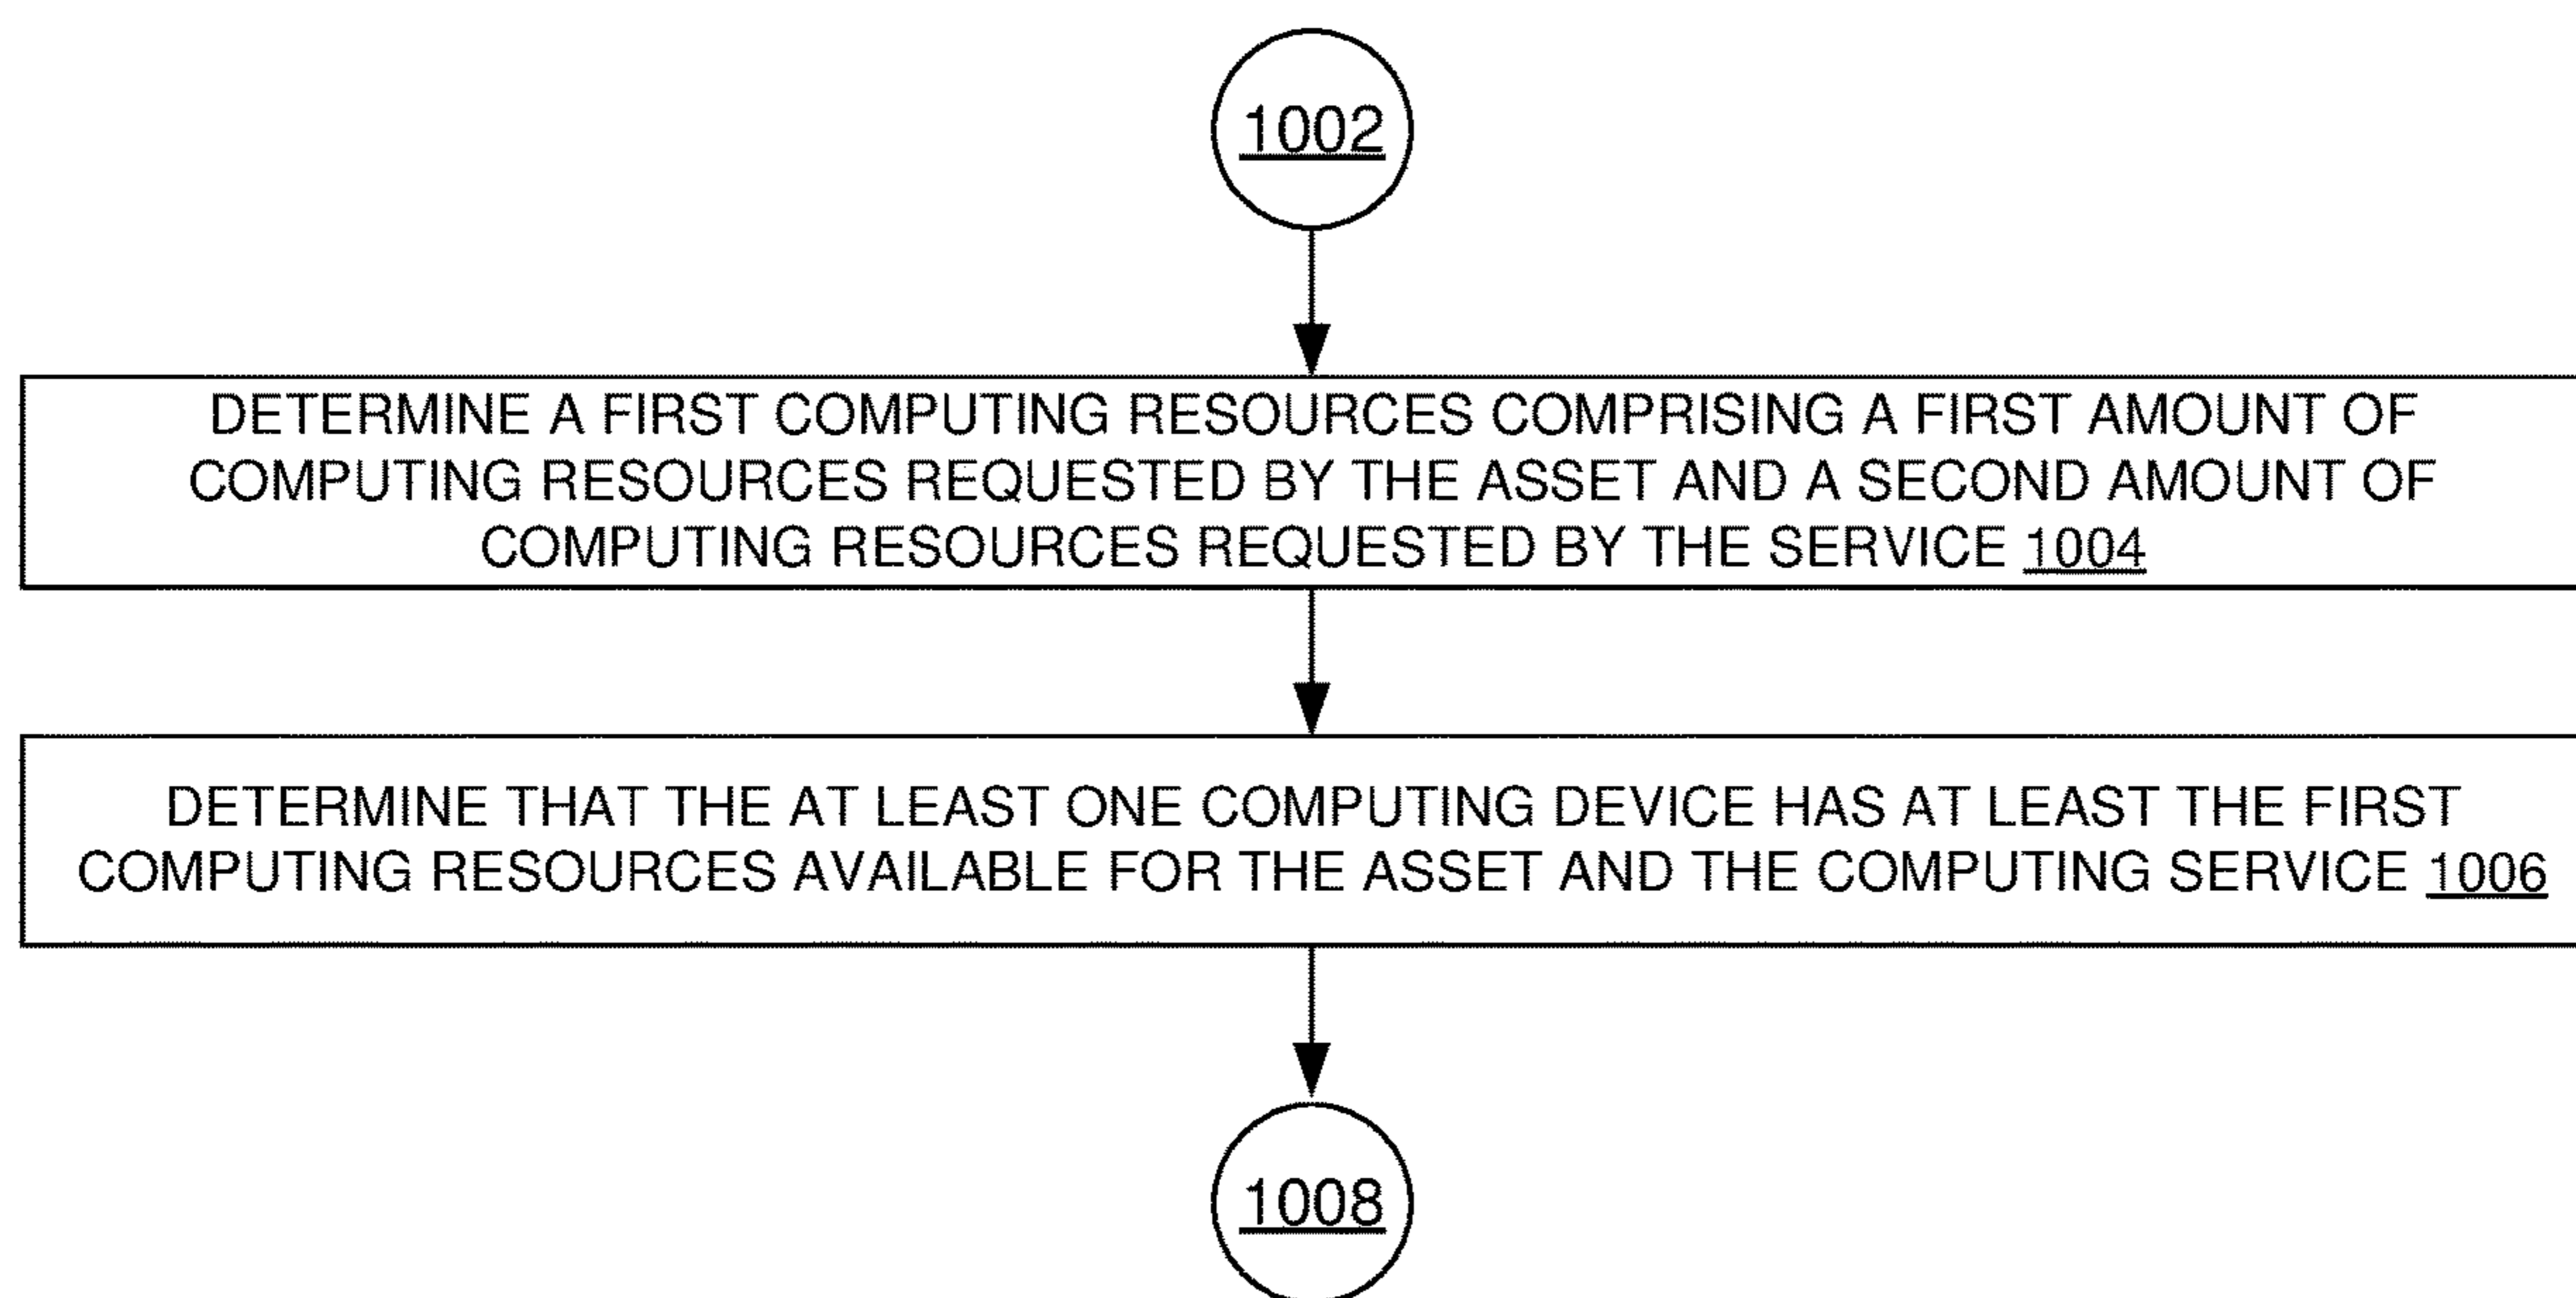 1002
DETERMINE A FIRST COMPUTING RESOURCES COMPRISING A FIRST AMOUNT OF
COMPUTING RESOURCES REQUESTED BY THE ASSET AND A SECOND AMOUNT OF
COMPUTING RESOURCES REQUESTED BY THE SERVICE 1004
DETERMINE THAT THE AT LEAST ONE COMPUTING DEVICE HAS AT LEAST THE FIRST
COMPUTING RESOURCES AVAILABLE FOR THE ASSET AND THE COMPUTING SERVICE 1006
1008